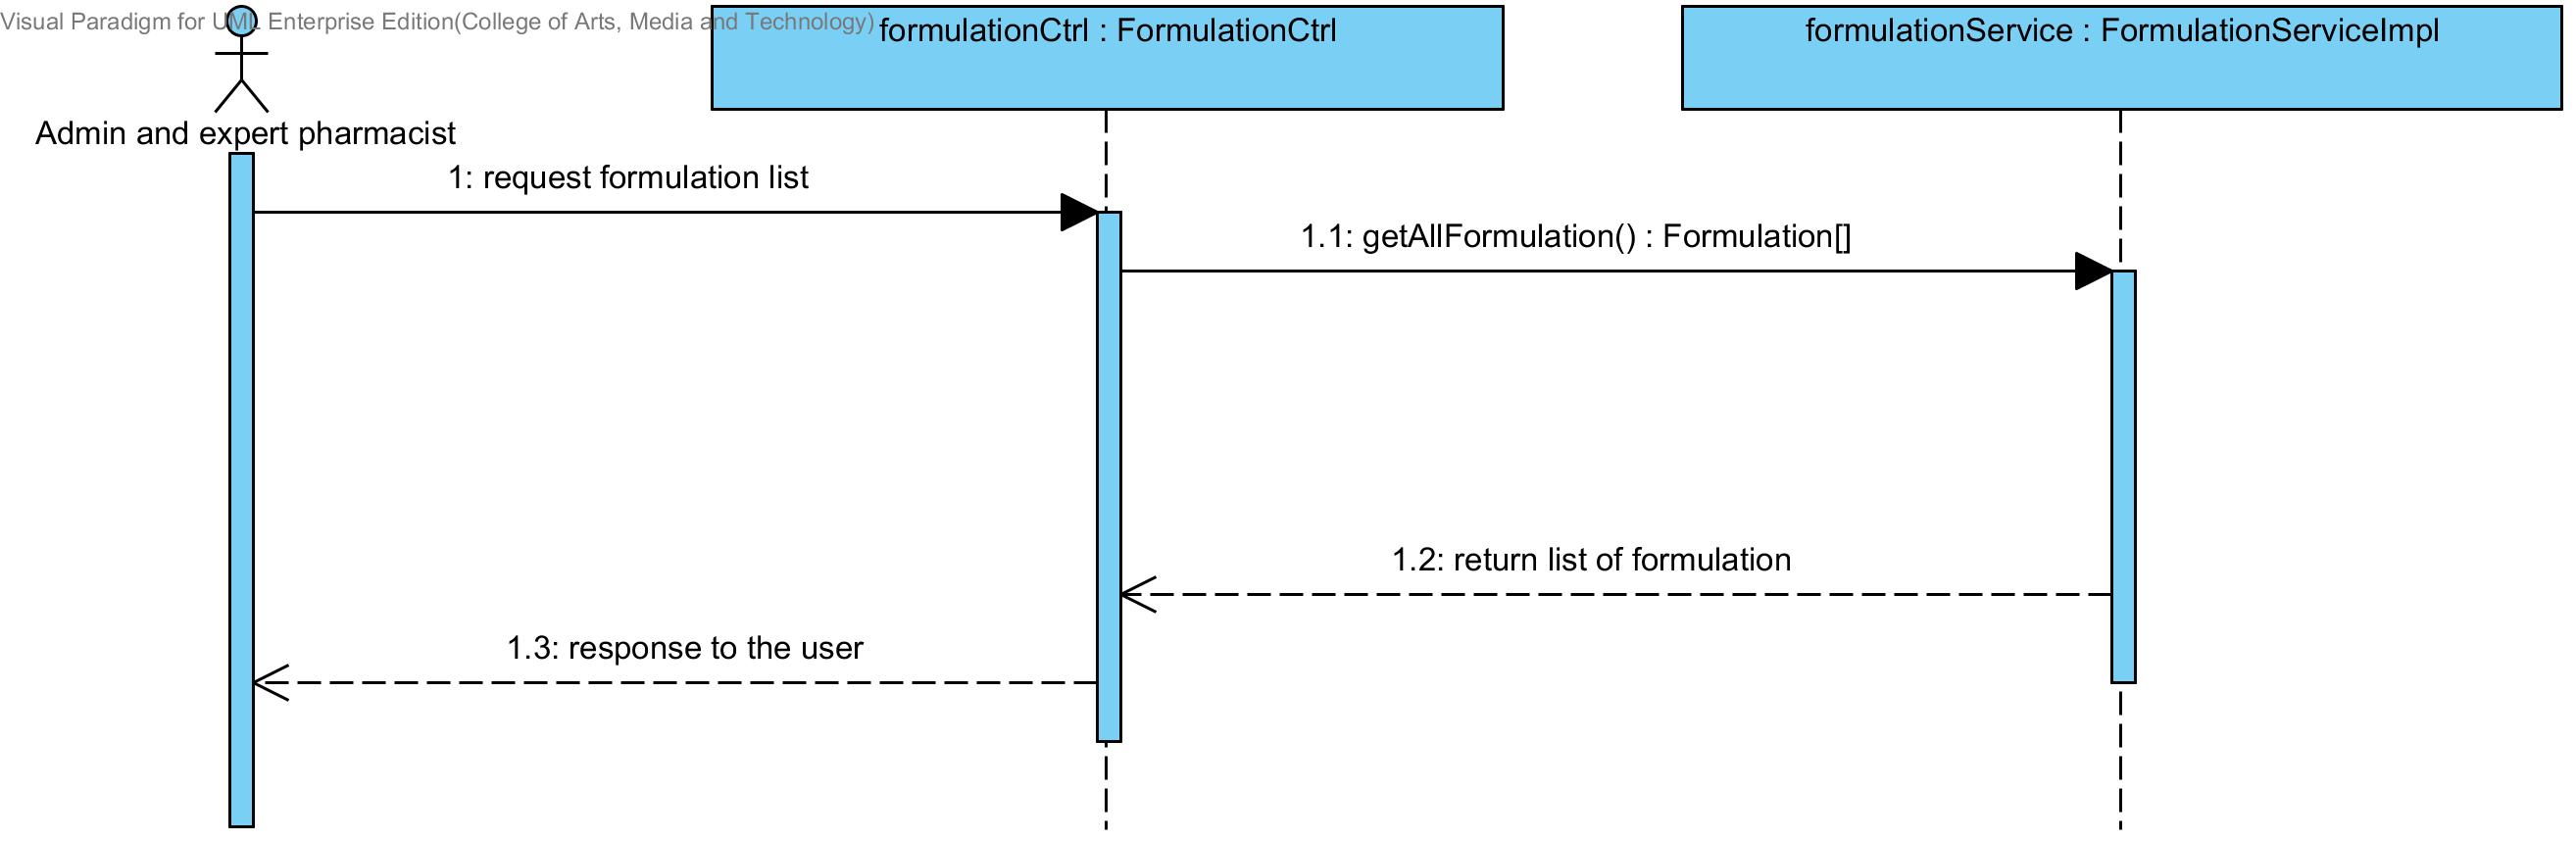 Visual Paradigm for UML Enterprise Edition(College of Arts, Media and Technology)
formulationCtrl : FormulationCtrl
formulationService : FormulationServiceImpl
Admin and expert pharmacist
1: request formulation list
1.1: getAllFormulation() : Formulation[]
1.2: return list of formulation
1.3: response to the user